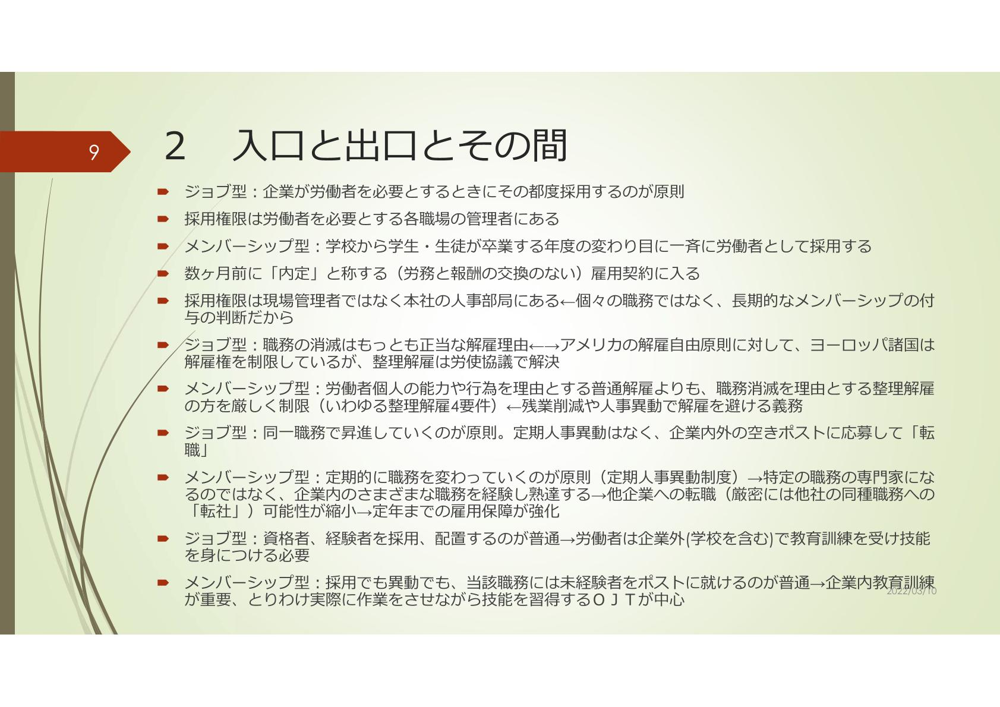 9
2　入口と出口とその間
ジョブ型：企業が労働者を必要とするときにその都度採用するのが原則
採用権限は労働者を必要とする各職場の管理者にある
メンバーシップ型：学校から学生・生徒が卒業する年度の変わり目に一斉に労働者として採用する
数ヶ月前に「内定」と称する（労務と報酬の交換のない）雇用契約に入る
採用権限は現場管理者ではなく本社の人事部局にある←個々の職務ではなく、長期的なメンバーシップの付
与の判断だから
ジョブ型：職務の消滅はもっとも正当な解雇理由←→アメリカの解雇自由原則に対して、ヨーロッパ諸国は
解雇権を制限しているが、整理解雇は労使協議で解決
メンバーシップ型：労働者個人の能力や行為を理由とする普通解雇よりも、職務消滅を理由とする整理解雇
の方を厳しく制限（いわゆる整理解雇4要件）←残業削減や人事異動で解雇を避ける義務
ジョブ型：同一職務で昇進していくのが原則。定期人事異動はなく、企業内外の空きポストに応募して「転
職」
メンバーシップ型：定期的に職務を変わっていくのが原則（定期人事異動制度）→特定の職務の専門家にな
るのではなく、企業内のさまざまな職務を経験し熟達する→他企業への転職（厳密には他社の同種職務への
「転社」）可能性が縮小→定年までの雇用保障が強化
ジョブ型：資格者、経験者を採用、配置するのが普通→労働者は企業外(学校を含む)で教育訓練を受け技能
を身につける必要
メンバーシップ型：採用でも異動でも、当該職務には未経験者をポストに就けるのが普通→企業内教育訓練
が重要、とりわけ実際に作業をさせながら技能を習得するＯＪＴが中心
2022/03/10